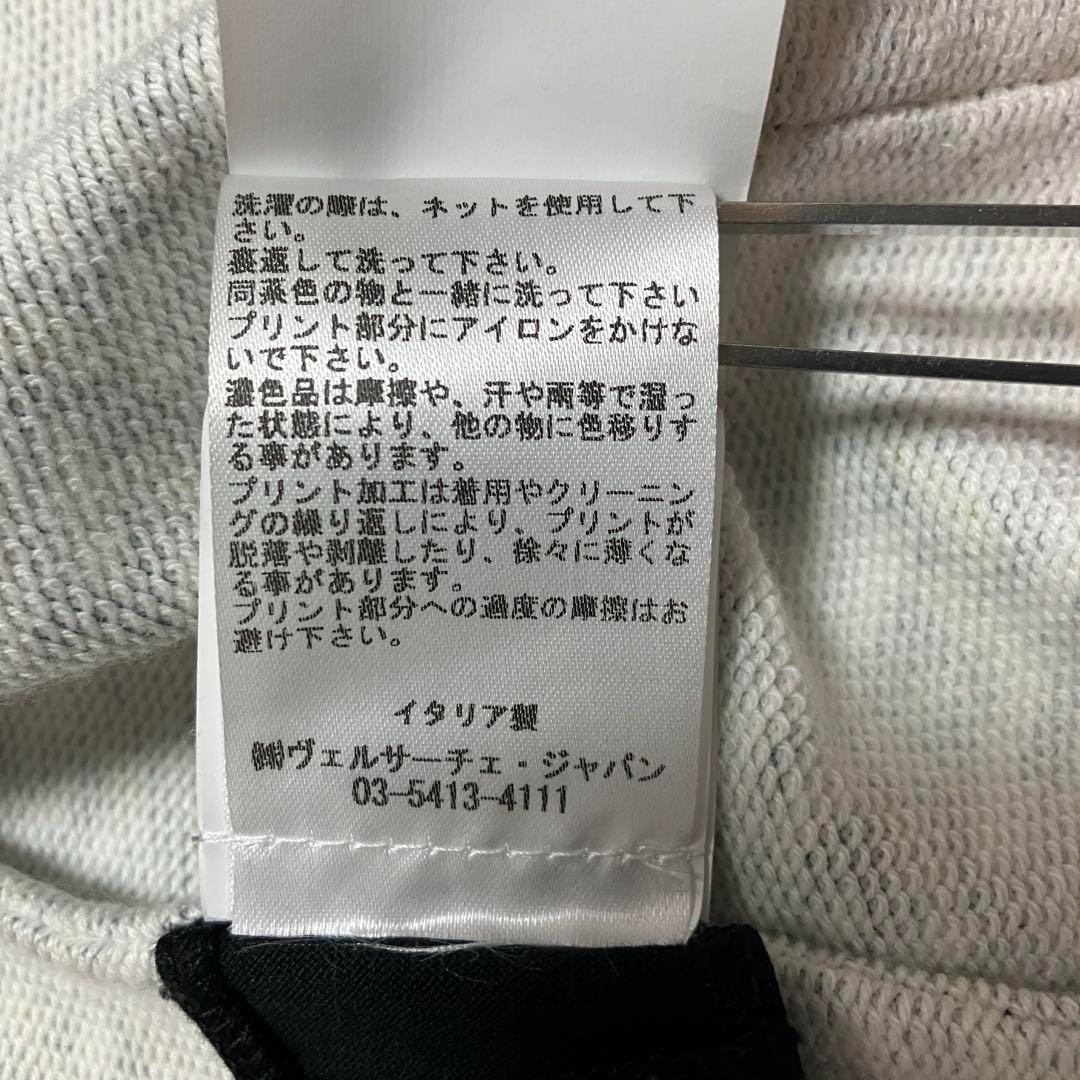 洗濯の際は、ネットを使用して下
さい。
裏返して洗って下さい。
同系色の物と一緒に洗って下さい
プリント部分にアイロンをかけな
いで下さい。
濃色品は摩擦や、汗や雨等で湿っ
た状態により、他の物に色移りす
る事があります。
プリント加工は着用やクリーニン
グの繰り返しにより、プリントが
脱落や剥離したり、徐々に薄くな
る事があります。
プリント部分への過度の摩擦はお
避け下さい。
イタリア製
㈱ヴェルサーチェ・ジャパン
03-5413-4111